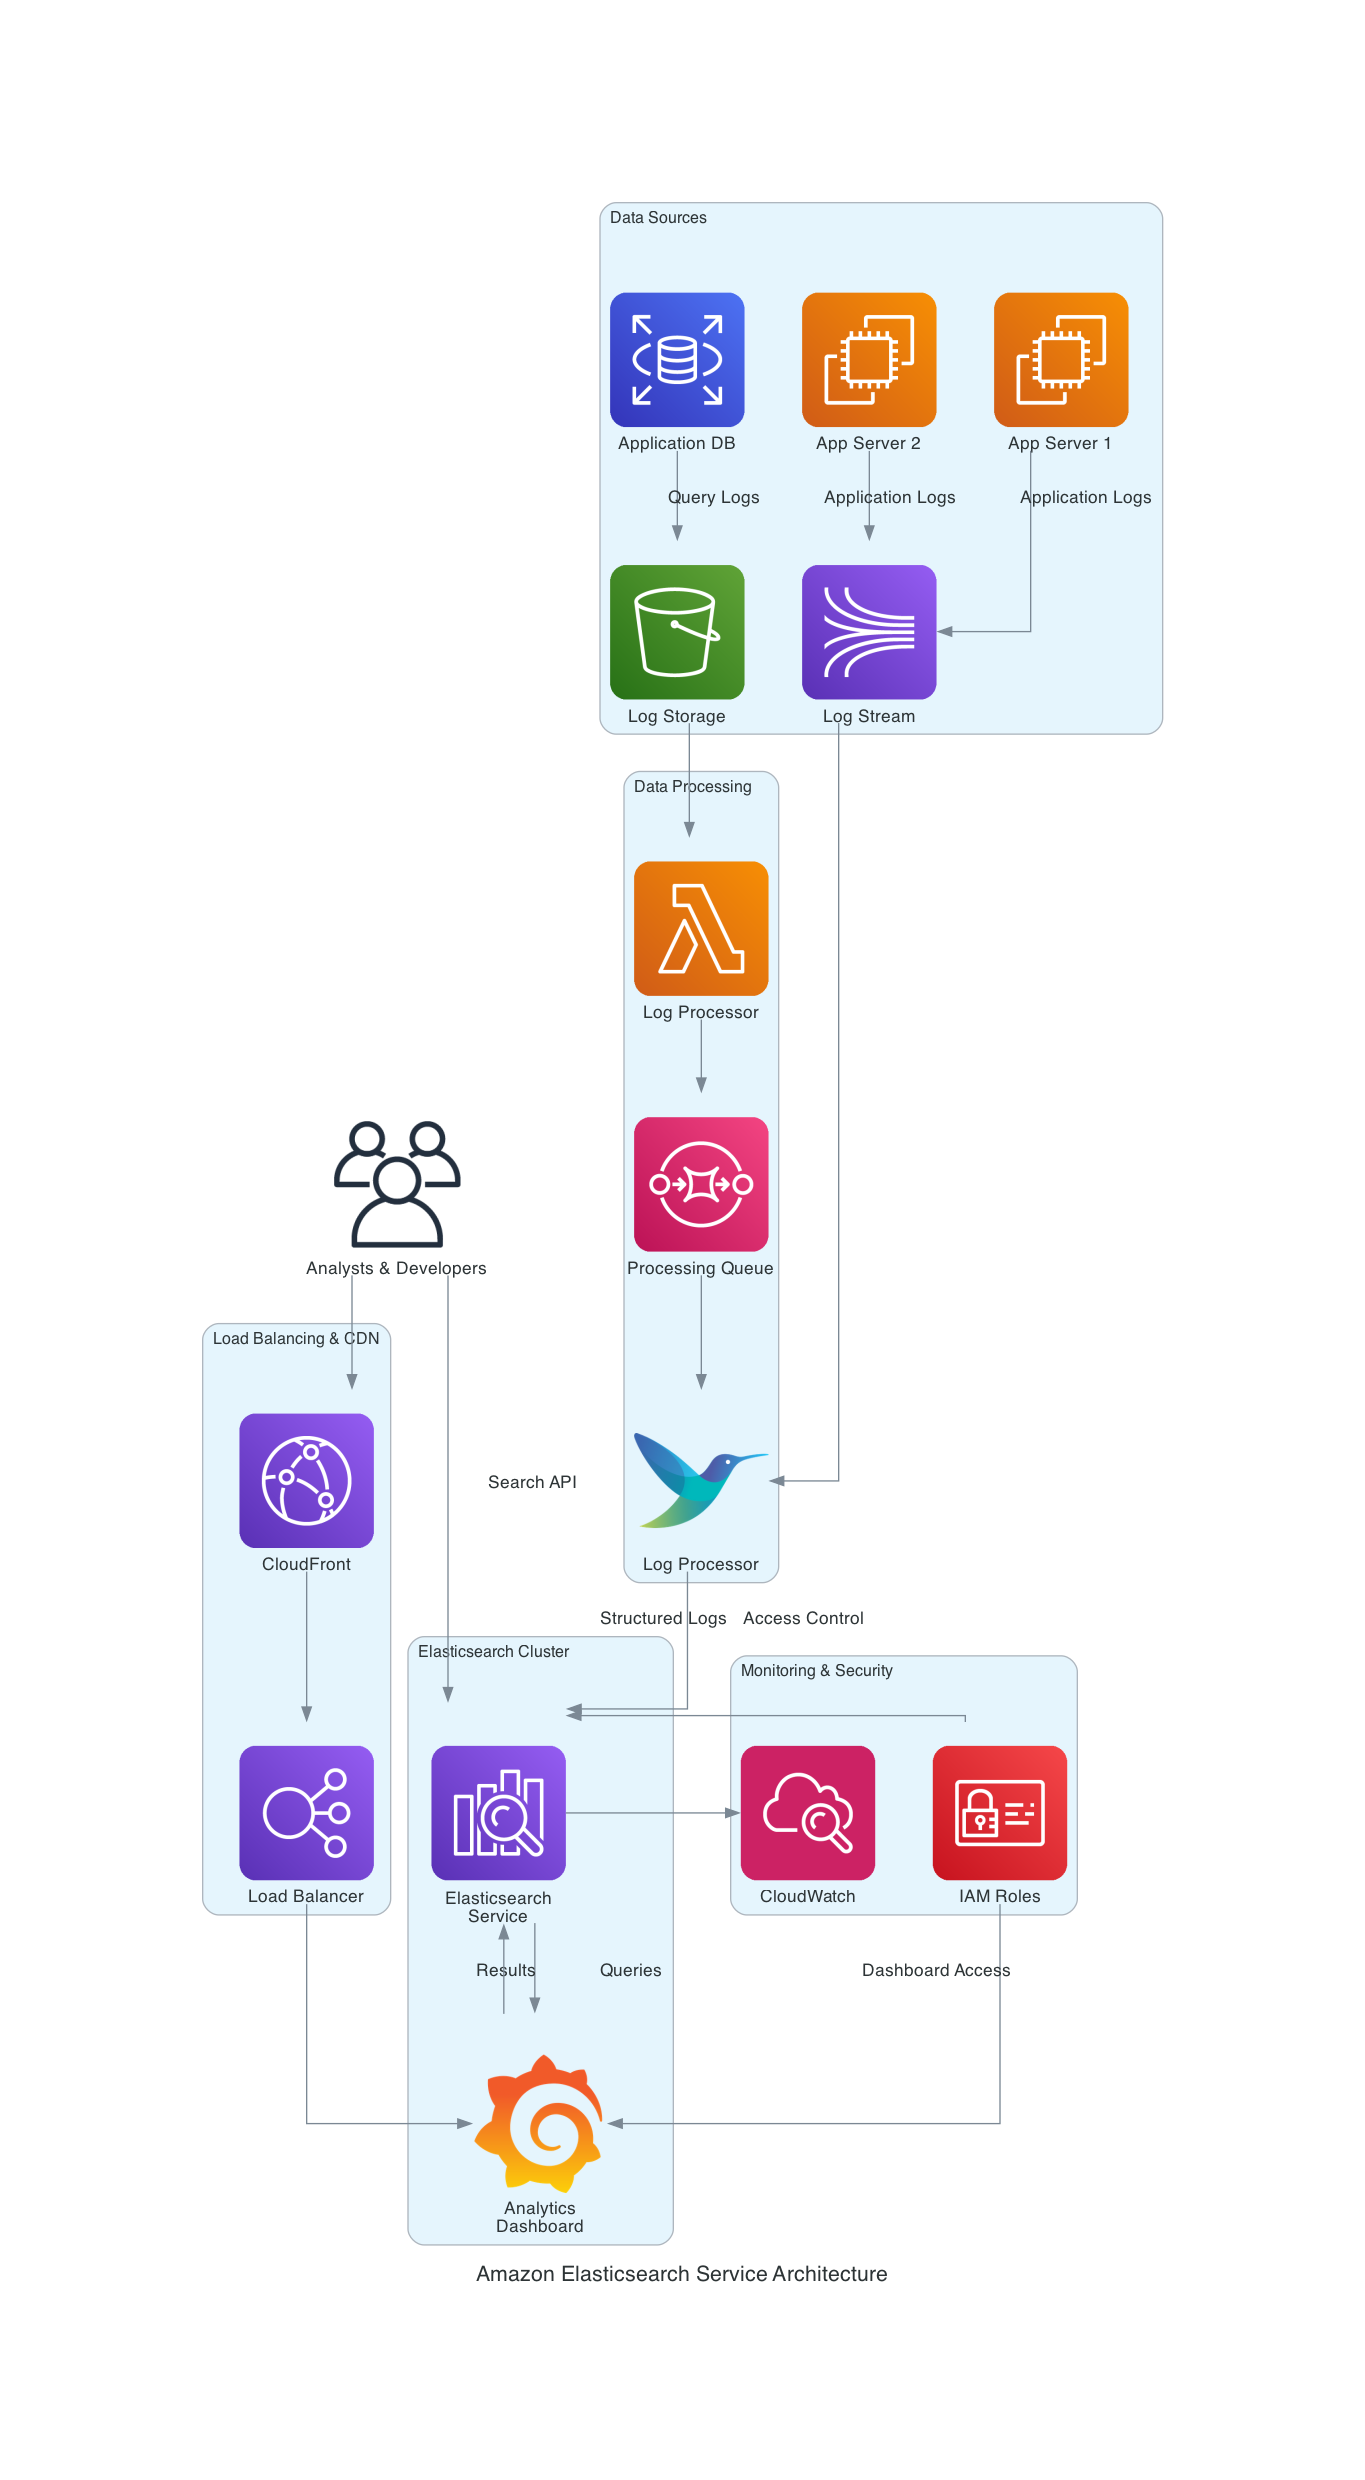 Data Sources
Application DB
App Server 2
App Server 1
Query Logs
Application Logs
Application Logs
Log Storage
Log Stream
Data Processing
Log Processor
Processing Queue
Analysts & Developers
Load Balancing & CDN
CloudFront
Search API
Log Processor
Structured Logs
Access Control
Elasticsearch Cluster
Monitoring & Security
Load Balancer
Elasticsearch
Service
CloudWatch
IAM Roles
Results
Queries
Dashboard Access
Analytics
Dashboard
Amazon Elasticsearch Service Architecture